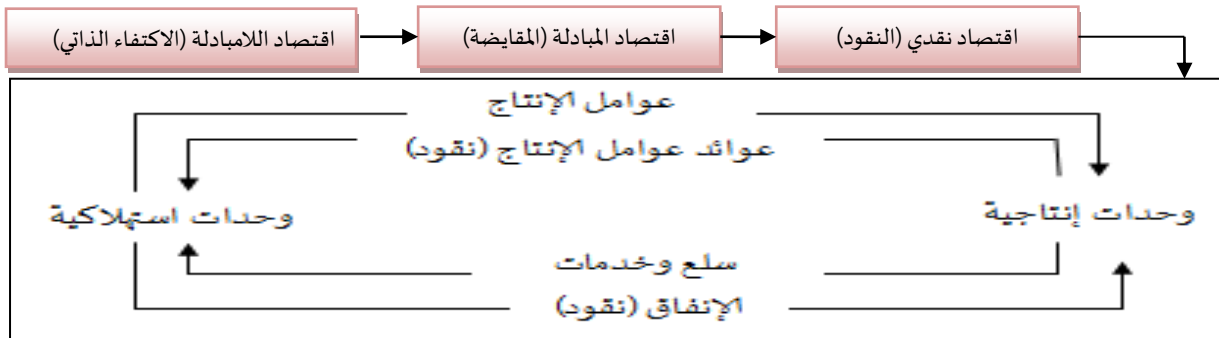 اقتصاد اللامبادلة (الاكتفاء الذاتي)
اقتصاد المبادلة (المقايضة)
اقتصاد نقدي (النقود)
عوامل الإنتاج
عوائد عوامل الإنتاج (نقود)
وحدات إنتاجية
وحدات استهلاكية
سلع وخدمات
الإنفاق (نقود)